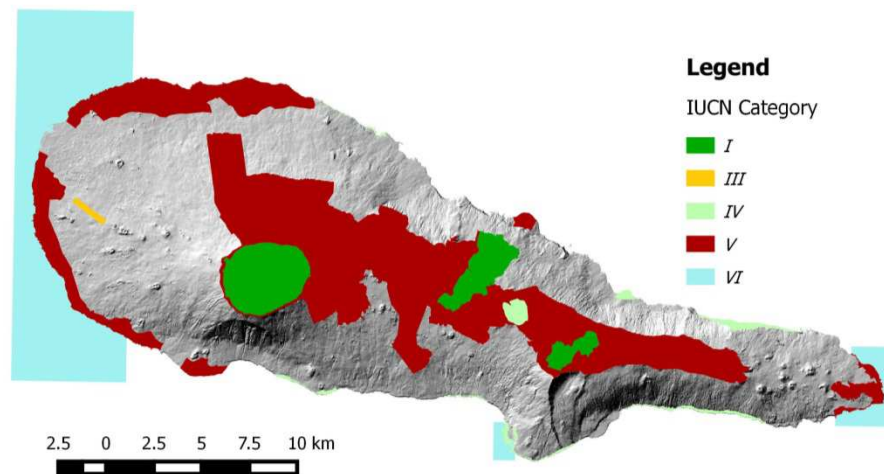 Legend
IUCN Category
I
III
IV
V
VI
2.5 0 2.5 5 7.5 10 km